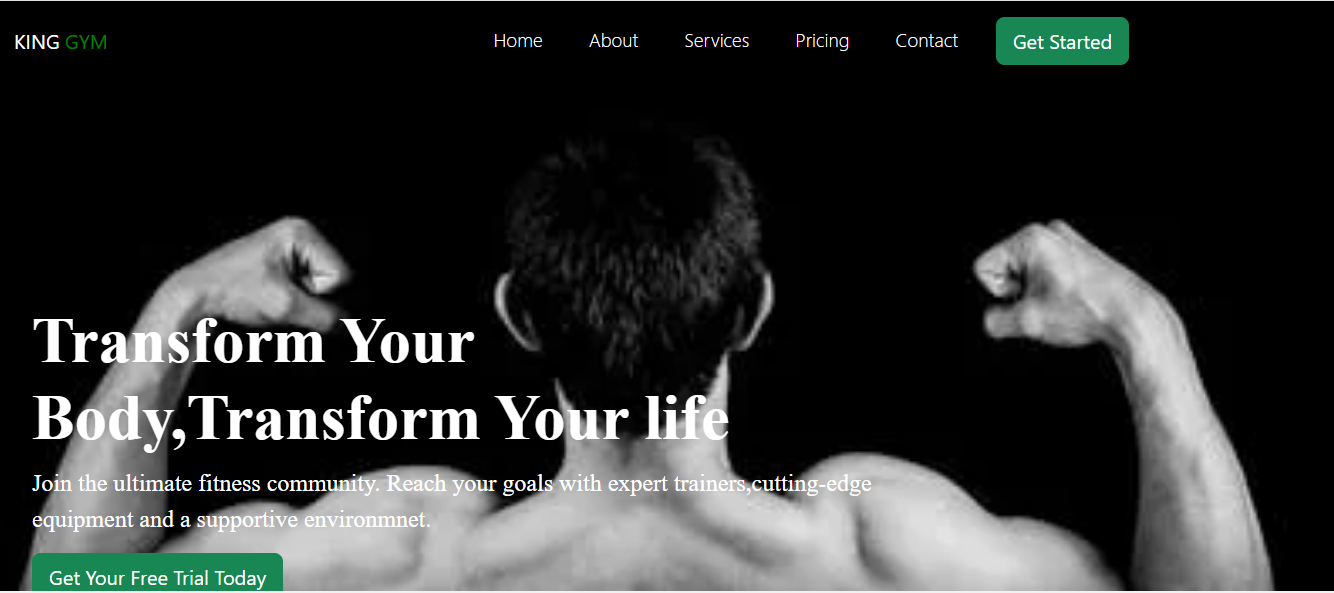 KING GYM
Home About Services Pricing Contact Get Started
Transform Your
Body,Transform Your life
Join the ultimate fitness community. Reach your goals with expert trainers,cutting-edge
equipment and a supportive environmnet.
Get Your Free Trial Today